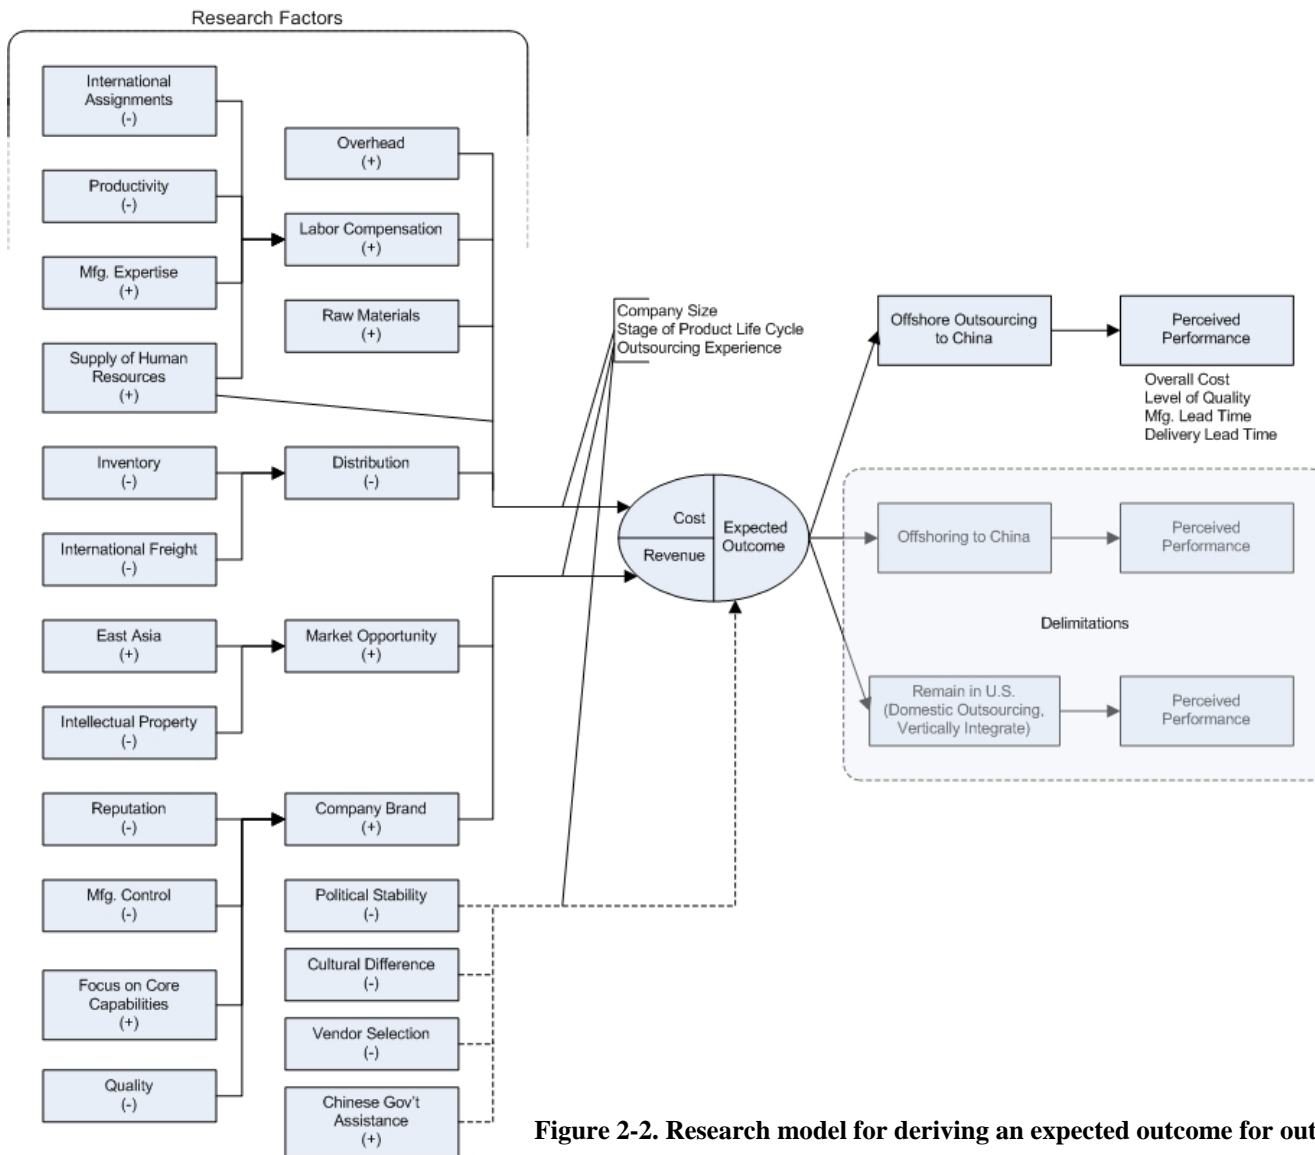 Research Factors
International
Assignments
(-)
Productivity
(-)
Mfg. Expertise
(+)
Supply of Human
Resources
(+)
Inventory
(-)
International Freight
(-)
East Asia
(+)
Intellectual Property
(-)
Reputation
(-)
Mfg. Control
(-)
Focus on Core
Capabilities
(+)
Quality
(-)
Overhead
(+)
Labor Compensation
(+)
Raw Materials
(+)
Distribution
(-)
Market Opportunity
(+)
Company Brand
(+)
Political Stability
(-)
Cultural Difference
(-)
Vendor Selection
(-)
Chinese Gov't
Assistance
(+)
Company Size
Stage of Product Life Cycle
Outsourcing Experience
Cost
Revenue
Expected
Outcome
Offshore Outsourcing
to China
Perceived
Performance
Overall Cost
Level of Quality
Mfg. Lead Time
Delivery Lead Time
Offshoring to China
Perceived
Performance
Delimitations
Remain in U.S.
(Domestic Outsourcing,
Vertically Integrate)
Perceived
Performance
Figure 2-2. Research model for deriving an expected outcome for out